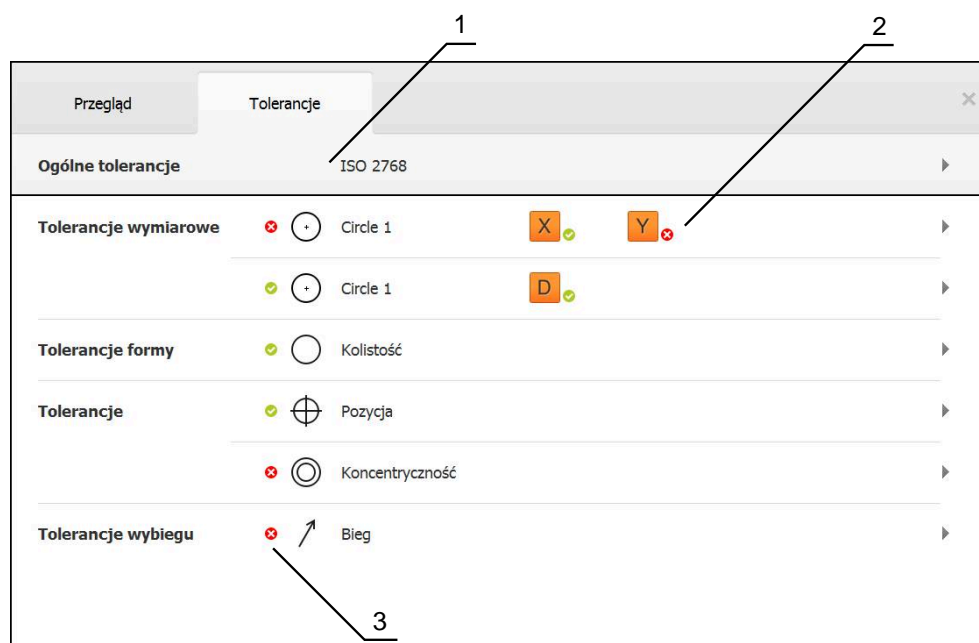 1 2
Przegląd Tolerancje
Ogólne tolerancje ISO 2768
Tolerancje wymiarowe Circle 1 X Y
Circle 1 D
Tolerancje formy Kolistość
Tolerancje Pozycja
Koncentryczność
Tolerancje wybiegu Bieg
3